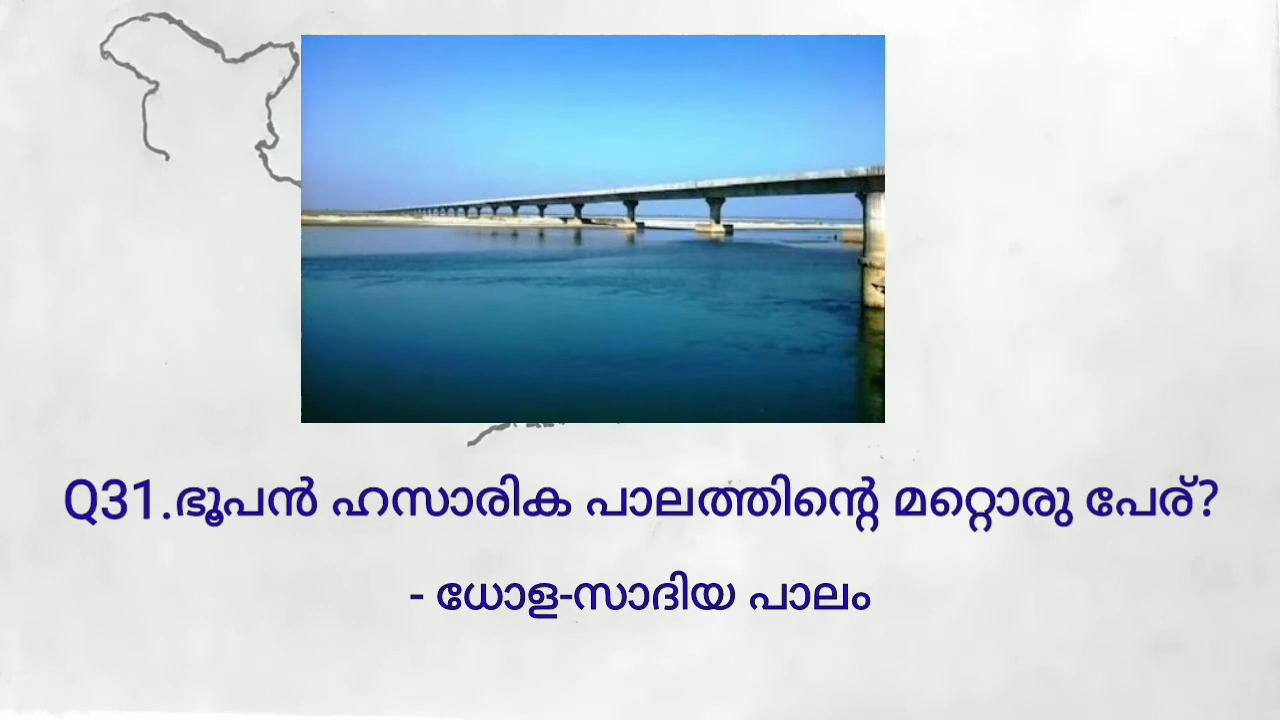 Q31.ഭൂപൻ ഹസാരിക പാലത്തിന്റെ മറ്റൊരു പേര്?
- ധോള-സാദിയ പാലം